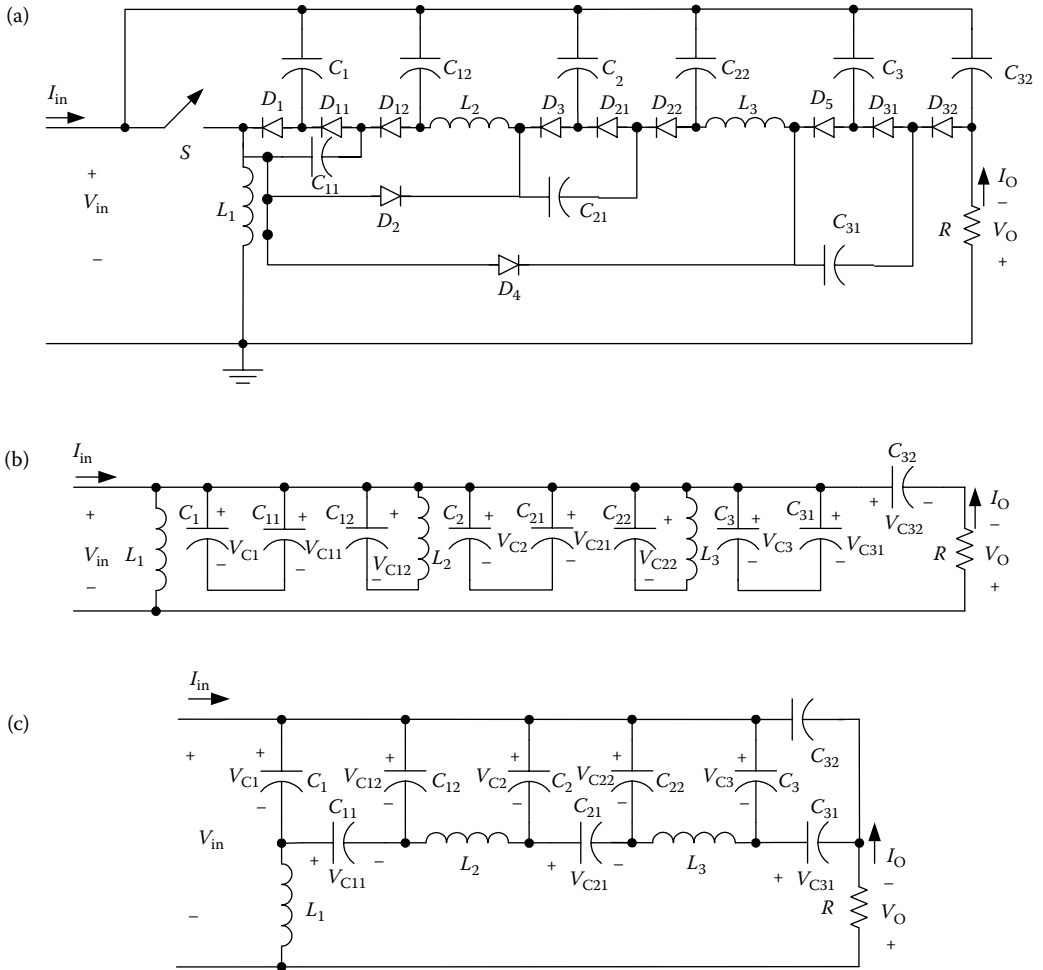 (a)
C1 C12 C2 C22 C3 C32
Iin
D1 D11 D12 L2 D3 D21 D22 L3 D5 D31 D32
S
+
Vin
−
L1
C11
D2
C21
D4
C31
R
IO
−
VO
+
(b)
Iin
C32
+
Vin
−
L1
C1 + C11 + C12 + C2 + C21 + C22 + C3 + C31 +
VC1 VC11 VC12 L2 VC2 VC21 VC22 L3 VC3 VC31
− − − − − − − −
+ −
VC32
IO
−
R VO
+
(c)
Iin
+
Vin
−
C32
+ + + + +
VC1 C1 VC12 C12 VC2 C2 VC22 C22 VC3 C3
− − − − −
C11 C21 C31
+ − L2 + − L3 + −
VC11 VC21 VC31
L1
IO
−
R VO
+